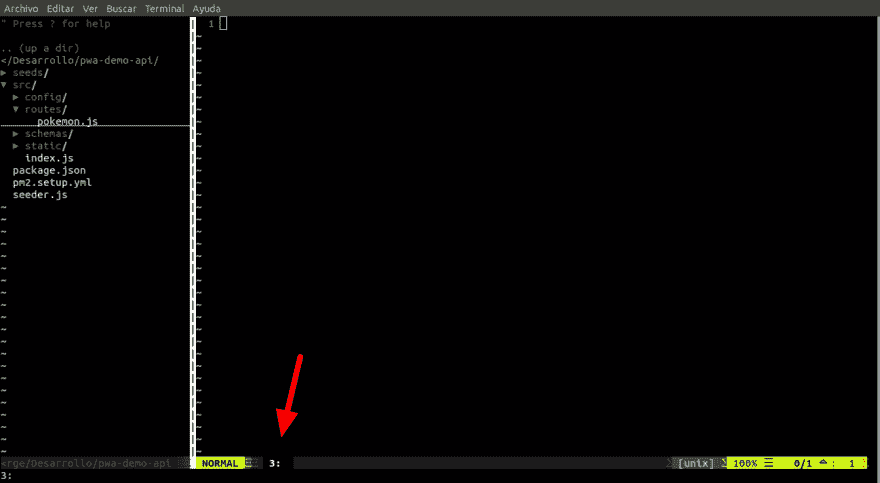 Archivo Editar Ver Buscar Terminal Ayuda
" Press ? for help
.. (up a dir)
</Desarrollo/pwa-demo-api/
▶ seeds/
▼ src/
▶ config/
▼ routes/
pokemon.js
▶ schemas/
▶ static/
index.js
package.json
pm2.setup.yml
seeder.js
1
<rge/Desarrollo/pwa-demo-api
NORMAL 3: [unix] 100% ☰ 0/1 : 1
3: